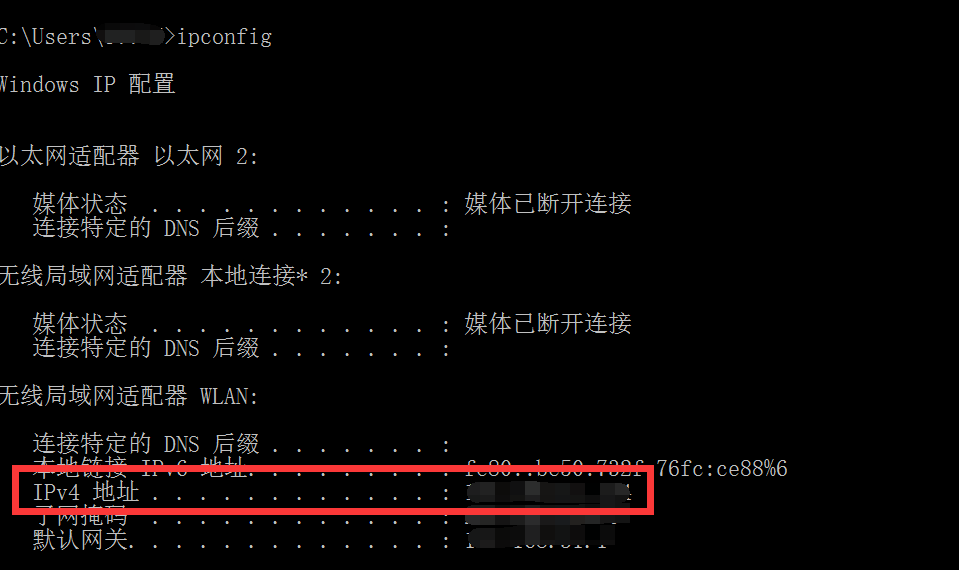 C:\Users\ >ipconfig
Windows IP 配置
以太网适配器 以太网 2:
媒体状态 . . . . . . . . . . . . : 媒体已断开连接
连接特定的 DNS 后缀 . . . . . . . :
无线局域网适配器 本地连接* 2:
媒体状态 . . . . . . . . . . . . : 媒体已断开连接
连接特定的 DNS 后缀 . . . . . . . :
无线局域网适配器 WLAN:
连接特定的 DNS 后缀 . . . . . . . :
本地链接 IPv6 地址. . . . . . . . : fe80::bc50:732f:76fc:ce88%6
IPv4 地址 . . . . . . . . . . . . :
子网掩码 . . . . . . . . . . . . :
默认网关. . . . . . . . . . . . . :